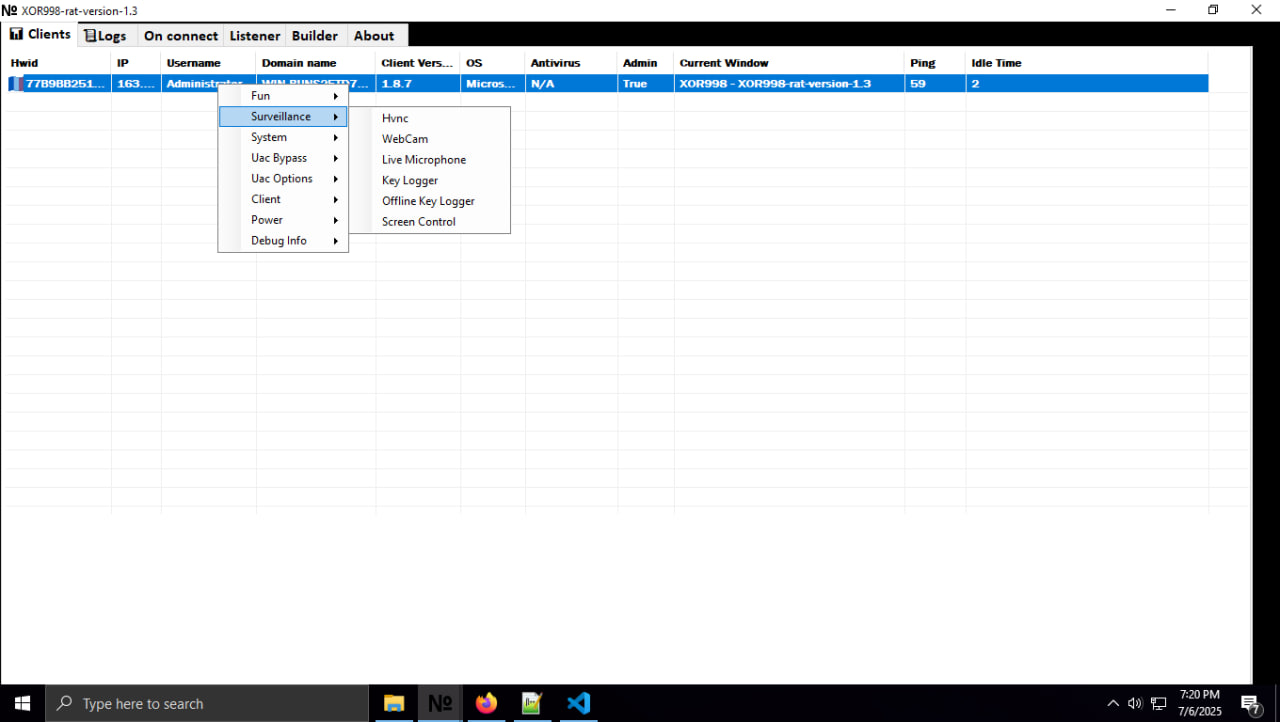 № XOR998-rat-version-1.3
Clients Logs On connect Listener Builder About
Hwid IP Username Domain name Client Vers... OS Antivirus Admin Current Window Ping Idle Time
77B9BB251... 163.... Administrator 1.8.7 Micros... N/A True XOR998 - XOR998-rat-version-1.3 59 2
Fun
Surveillance
System
Uac Bypass
Uac Options
Client
Power
Debug Info
Hvnc
WebCam
Live Microphone
Key Logger
Offline Key Logger
Screen Control
Type here to search
№
7:20 PM
7/6/2025
7